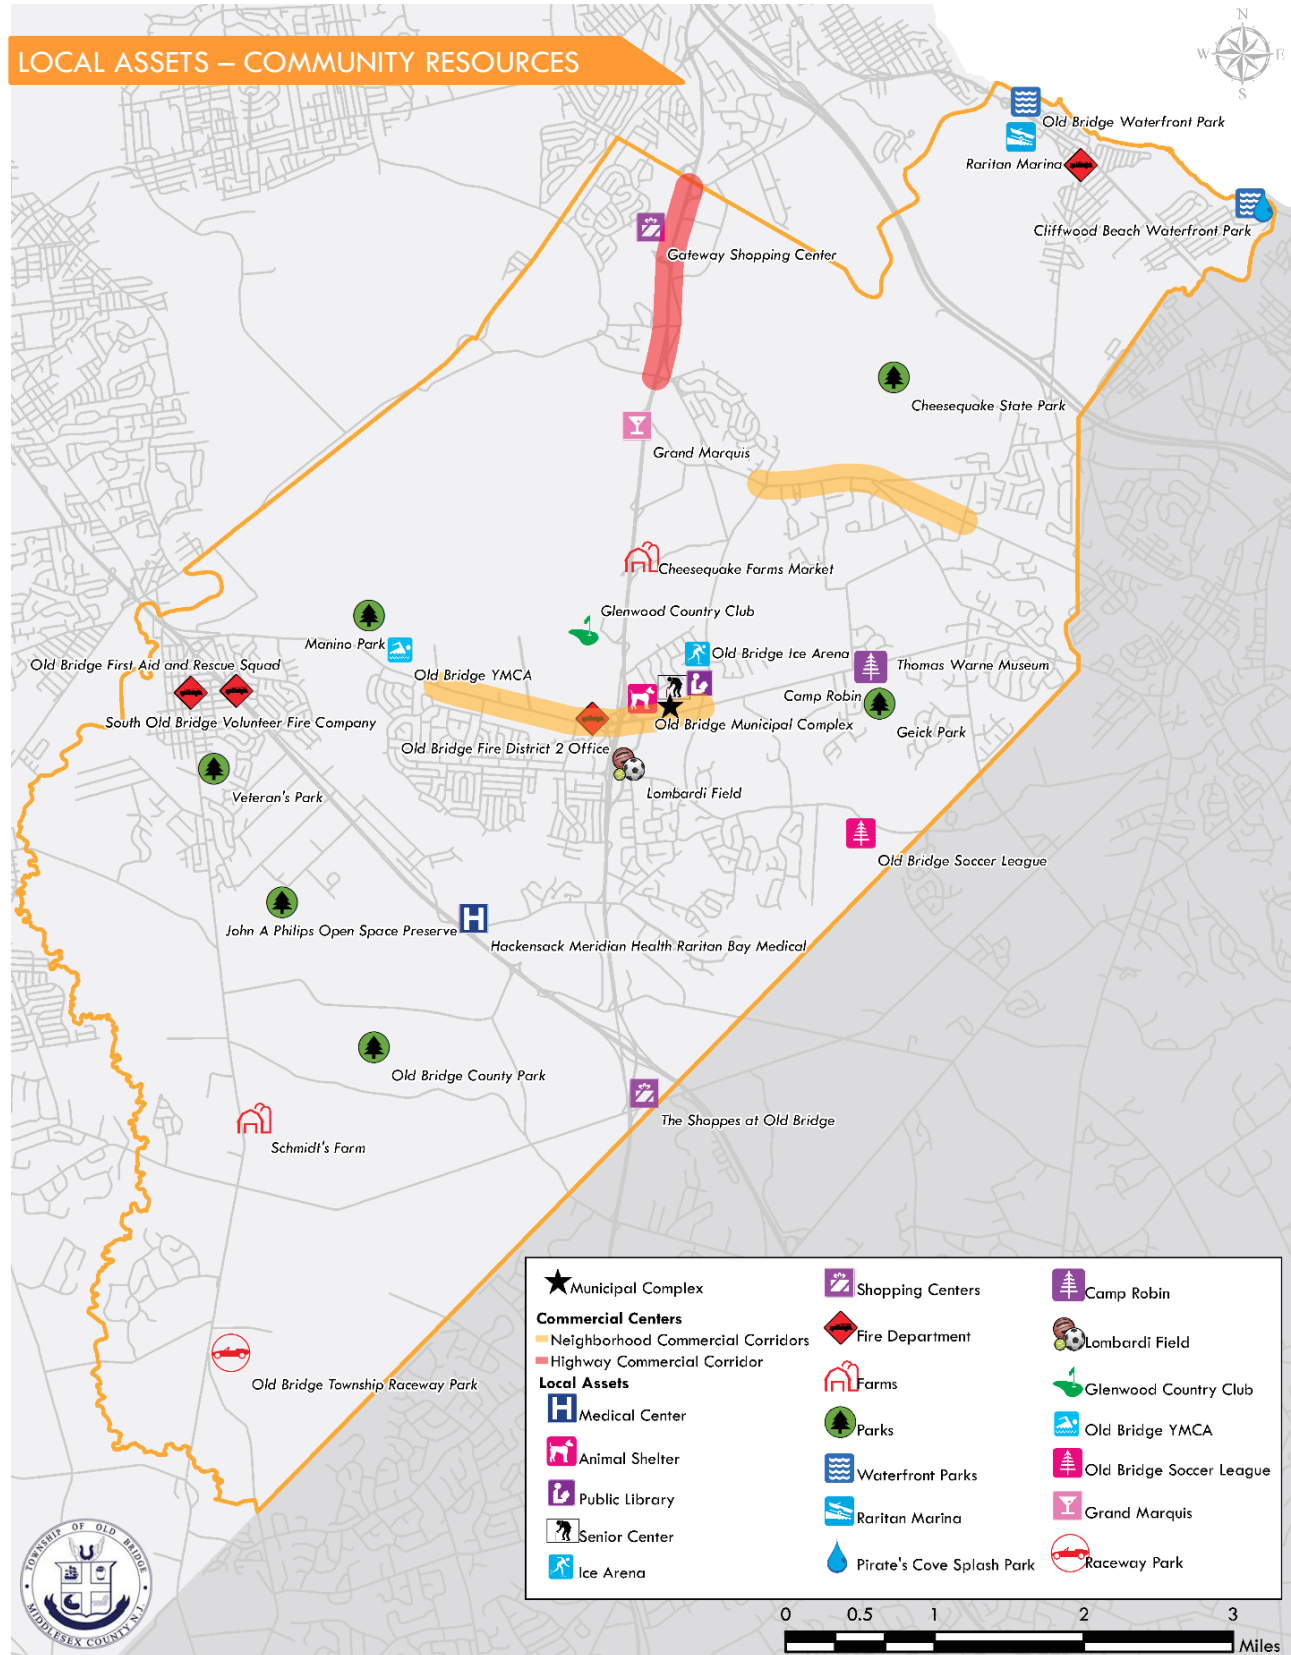 LOCAL ASSETS – COMMUNITY RESOURCES
N
W E
S
Old Bridge Waterfront Park
Raritan Marina
Cliffwood Beach Waterfront Park
Gateway Shopping Center
Cheesequake State Park
Grand Marquis
Cheesequake Farms Market
Glenwood Country Club
Manino Park
Old Bridge Ice Arena
Old Bridge First Aid and Rescue Squad
Thomas Warne Museum
Old Bridge YMCA
Camp Robin
South Old Bridge Volunteer Fire Company
Old Bridge Municipal Complex
Geick Park
Old Bridge Fire District 2 Office
Veteran's Park
Lombardi Field
Old Bridge Soccer League
John A Philips Open Space Preserve
H
Hackensack Meridian Health Raritan Bay Medical
Old Bridge County Park
The Shoppes at Old Bridge
Schmidt's Farm
Old Bridge Township Raceway Park
Municipal Complex
Commercial Centers
Neighborhood Commercial Corridors
Highway Commercial Corridor
Local Assets
H
Medical Center
Animal Shelter
Public Library
Senior Center
Ice Arena
Shopping Centers
Fire Department
Farms
Parks
Waterfront Parks
Raritan Marina
Pirate's Cove Splash Park
Camp Robin
Lombardi Field
Glenwood Country Club
Old Bridge YMCA
Old Bridge Soccer League
Grand Marquis
Raceway Park
TOWNSHIP OF OLD BRIDGE
MIDDLESEX COUNTY N.J.
0 0.5 1 2 3
Miles